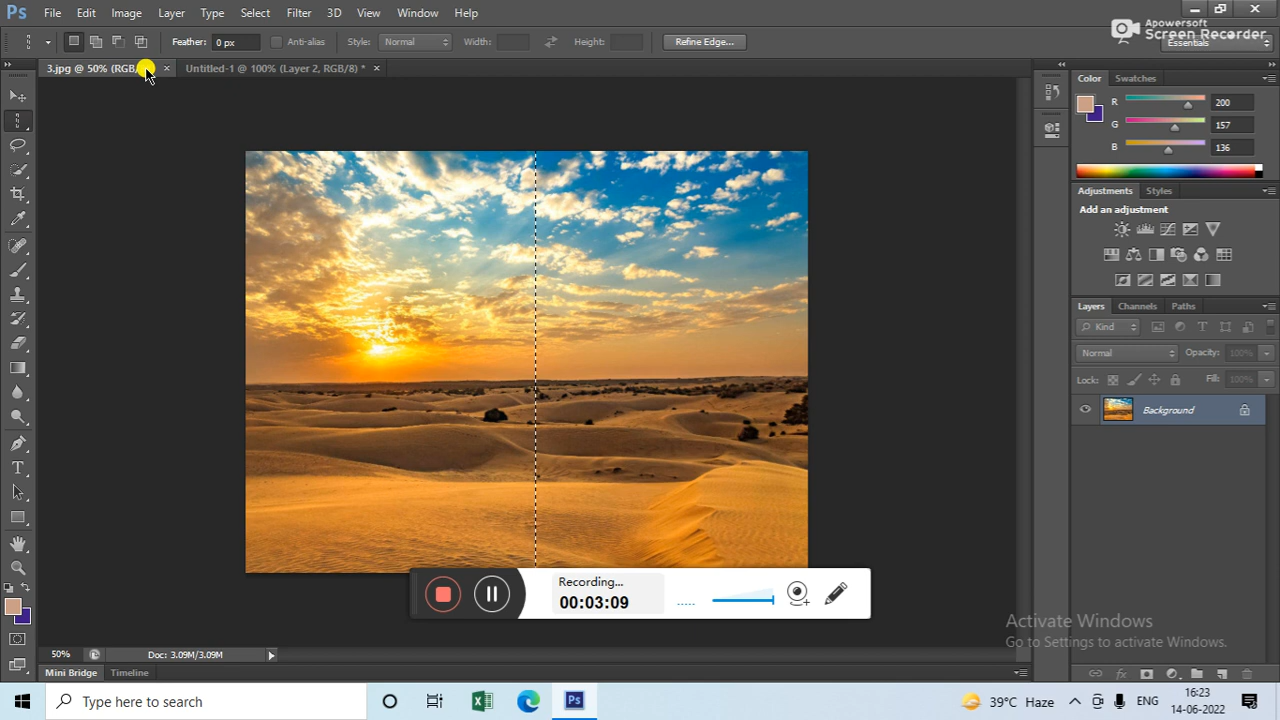 Ps File Edit Image Layer Type Select Filter 3D View Window Help
Apowersoft
Screen Recorder
Feather: 0 px Anti-alias Style: Normal Width: Height: Refine Edge... Essentials
3.jpg @ 50% (RGB/ × Untitled-1 @ 100% (Layer 2, RGB/8) * ×
Color Swatches
R 200
G 157
B 136
Adjustments Styles
Add an adjustment
Layers Channels Paths
Kind
Normal Opacity: 100%
Lock: Fill: 100%
Background
Recording...
00:03:09
Activate Windows
Go to Settings to activate Windows.
50% Doc: 3.09M/3.09M
Mini Bridge Timeline
Type here to search
39°C Haze ENG 16:23
14-06-2022